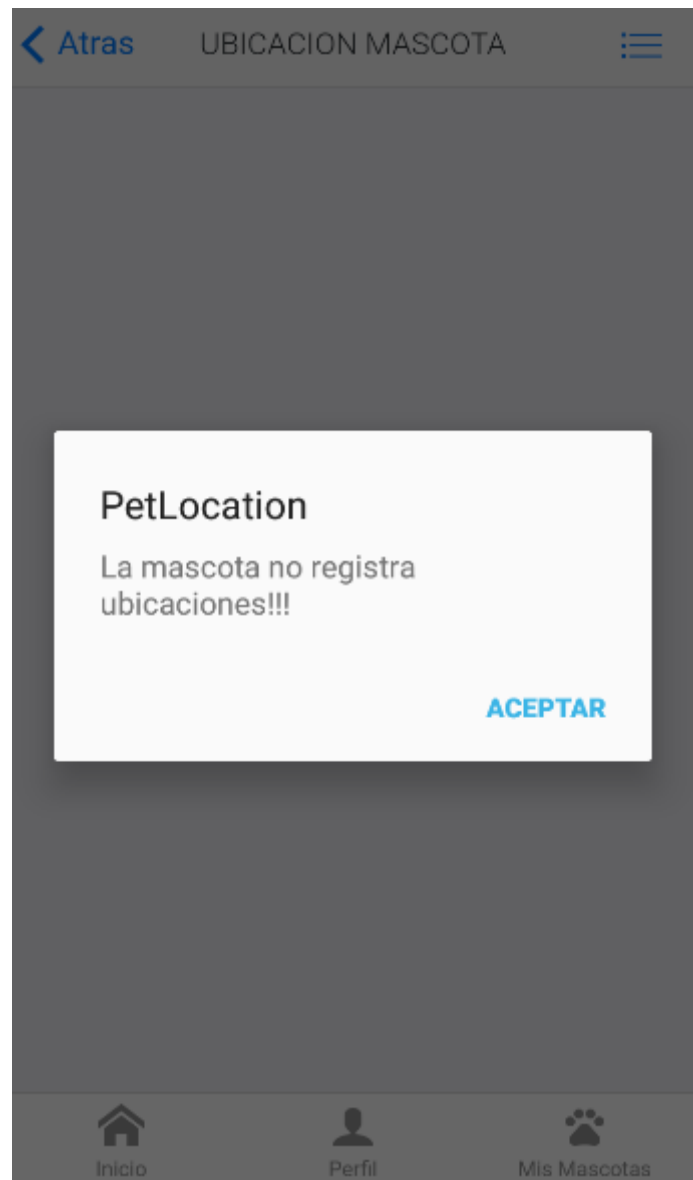 Atras UBICACION MASCOTA
PetLocation
La mascota no registra
ubicaciones!!!
ACEPTAR
Inicio Perfil Mis Mascotas